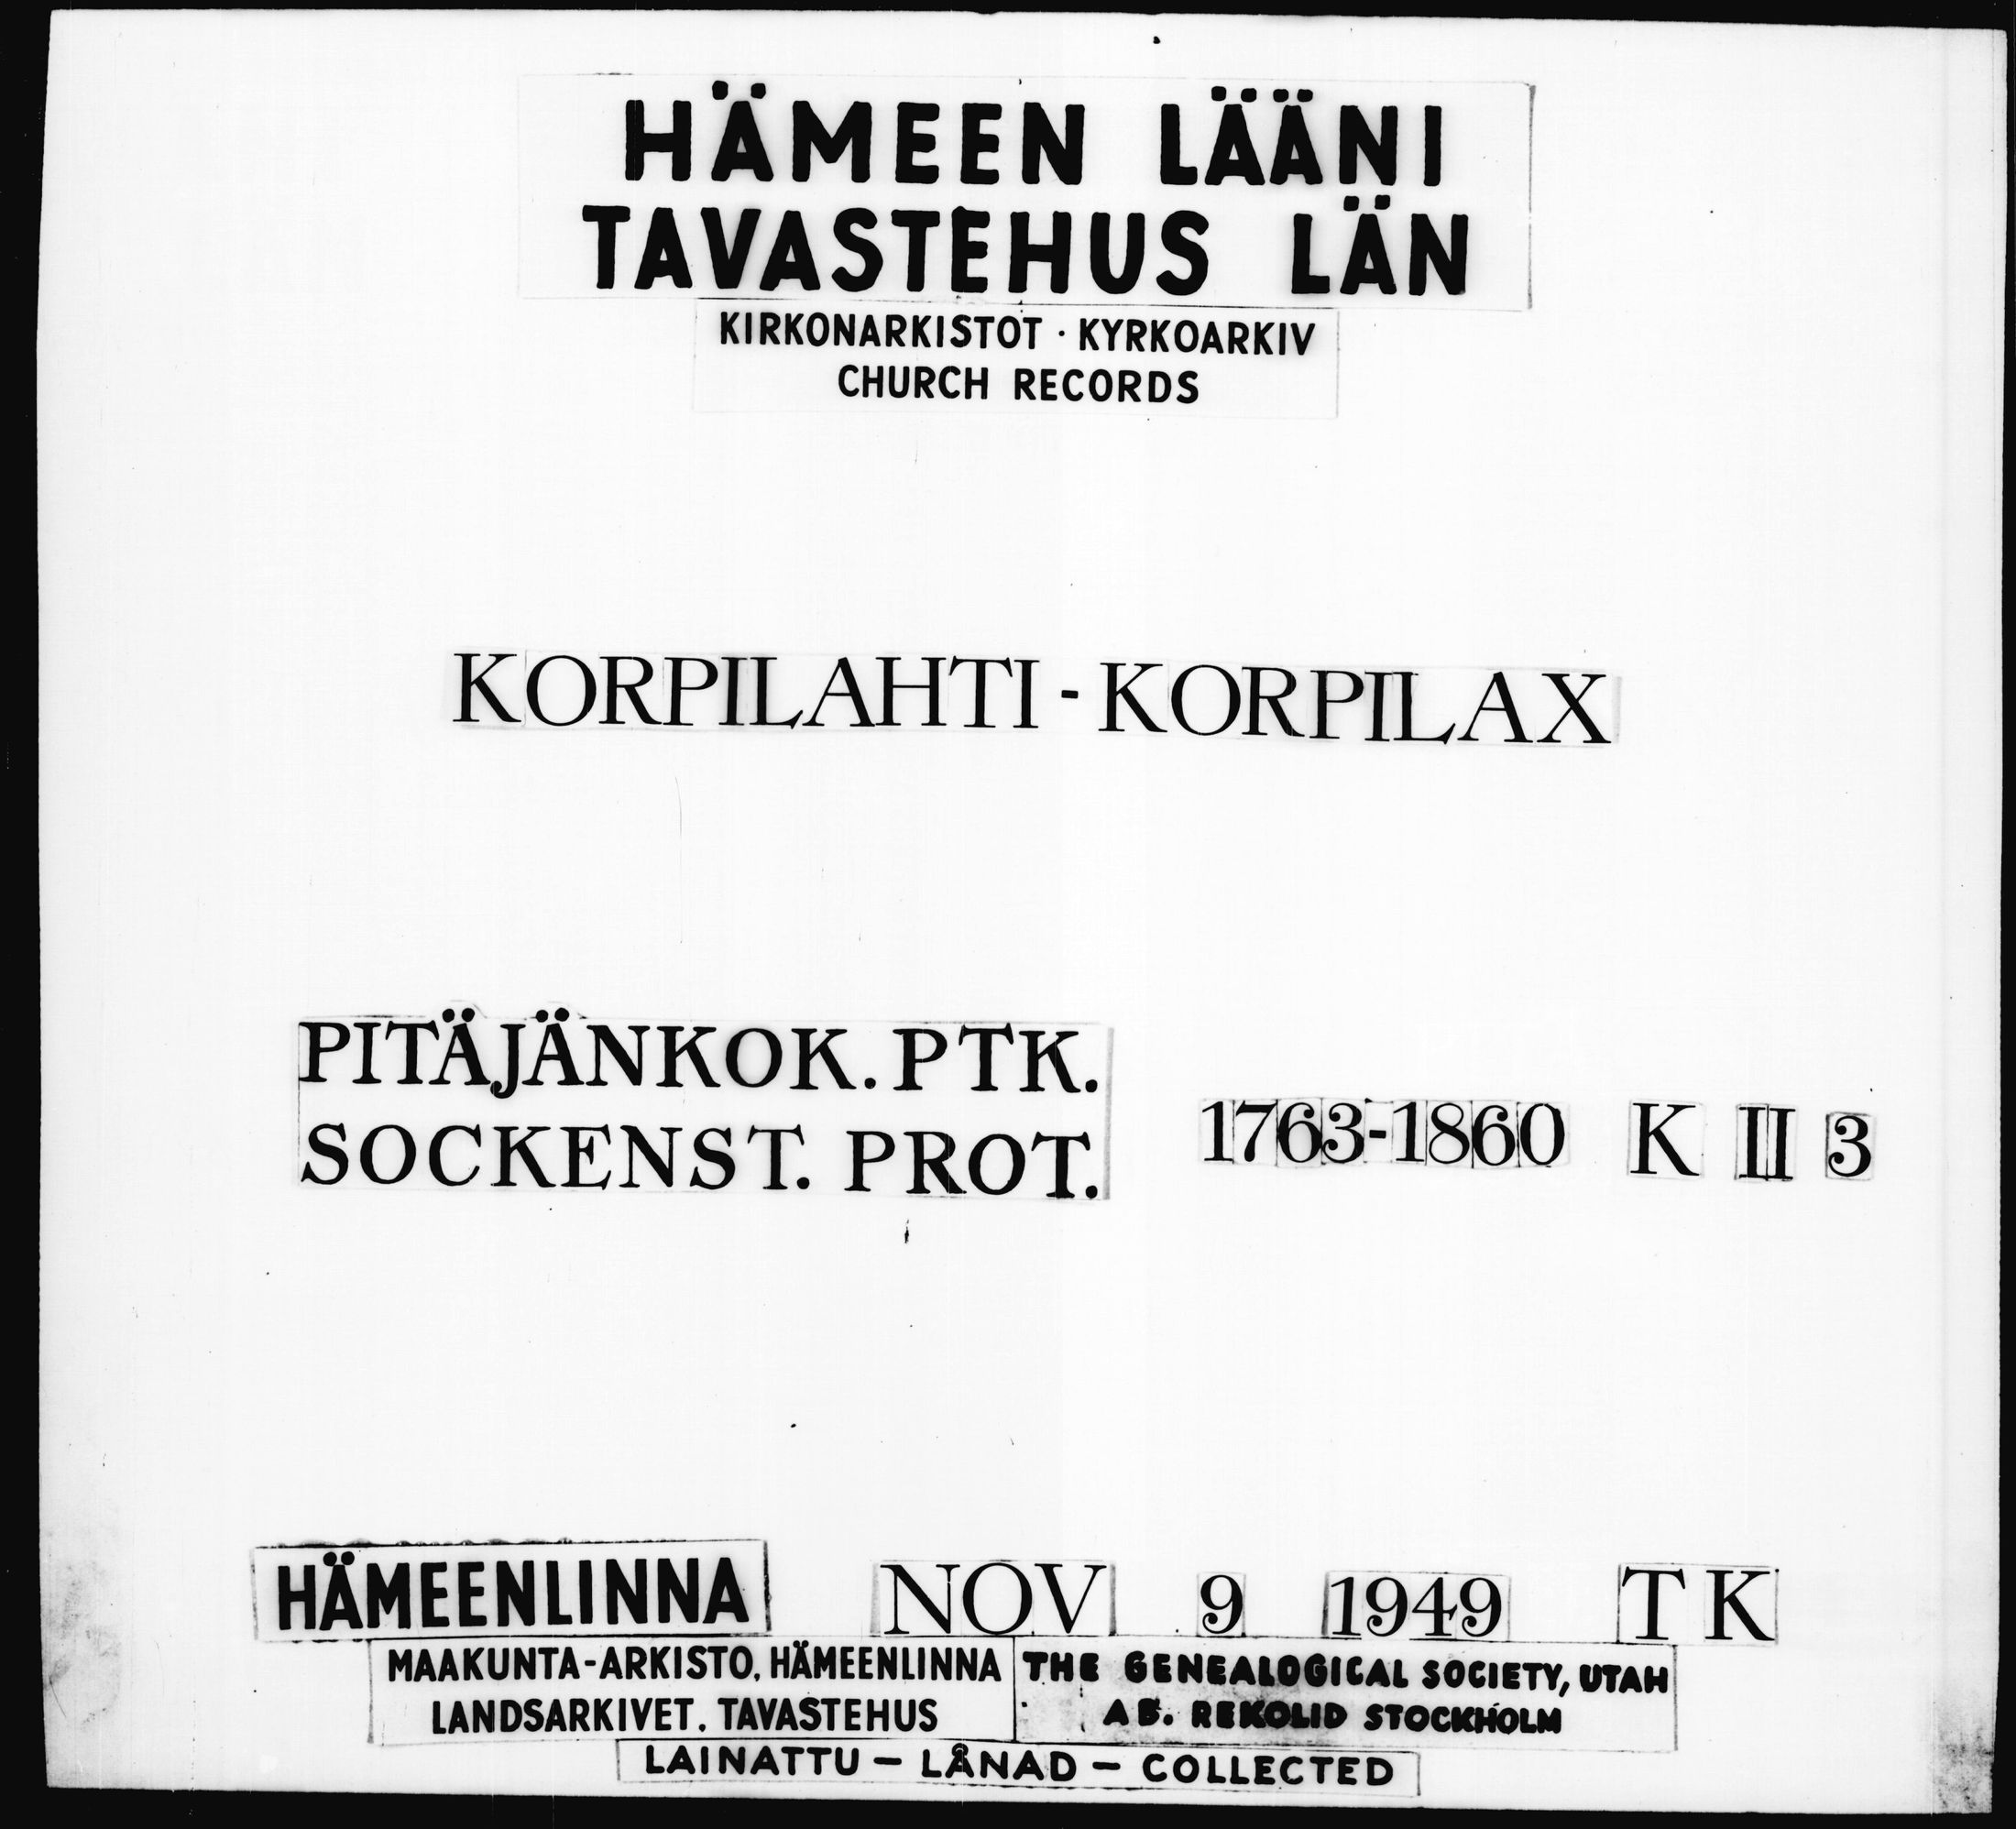 HÄMEEN LÄÄNI
TAVASTEHUS LÄN
KIRKONARKISTOT · KYRKOARKIV
CHURCH RECORDS
KORPILAHTI - KORPILAX
PITÄJÄNKOK. PTK.
SOCKENST. PROT.
1763-1860 K II 3
HÄMEENLINNA NOV 9 1949 TK
MAAKUNTA-ARKISTO, HÄMEENLINNA
LANDSARKIVET. TAVASTEHUS
THE GENEALOGICAL SOCIETY, UTAH
AB. REKOLID STOCKHOLM
LAINATTU — LÅNAD — COLLECTED